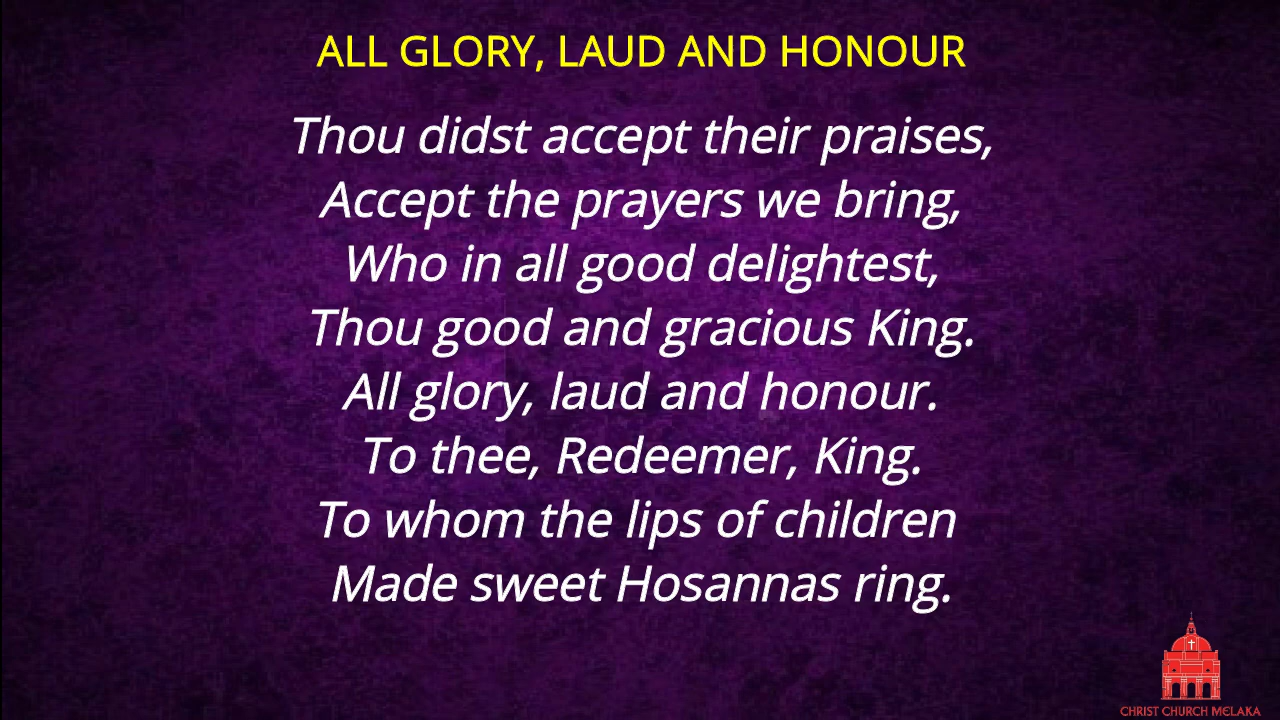 ALL GLORY, LAUD AND HONOUR
Thou didst accept their praises,
Accept the prayers we bring,
Who in all good delightest,
Thou good and gracious King.
All glory, laud and honour.
To thee, Redeemer, King.
To whom the lips of children
Made sweet Hosannas ring.
CHRIST CHURCH MELAKA